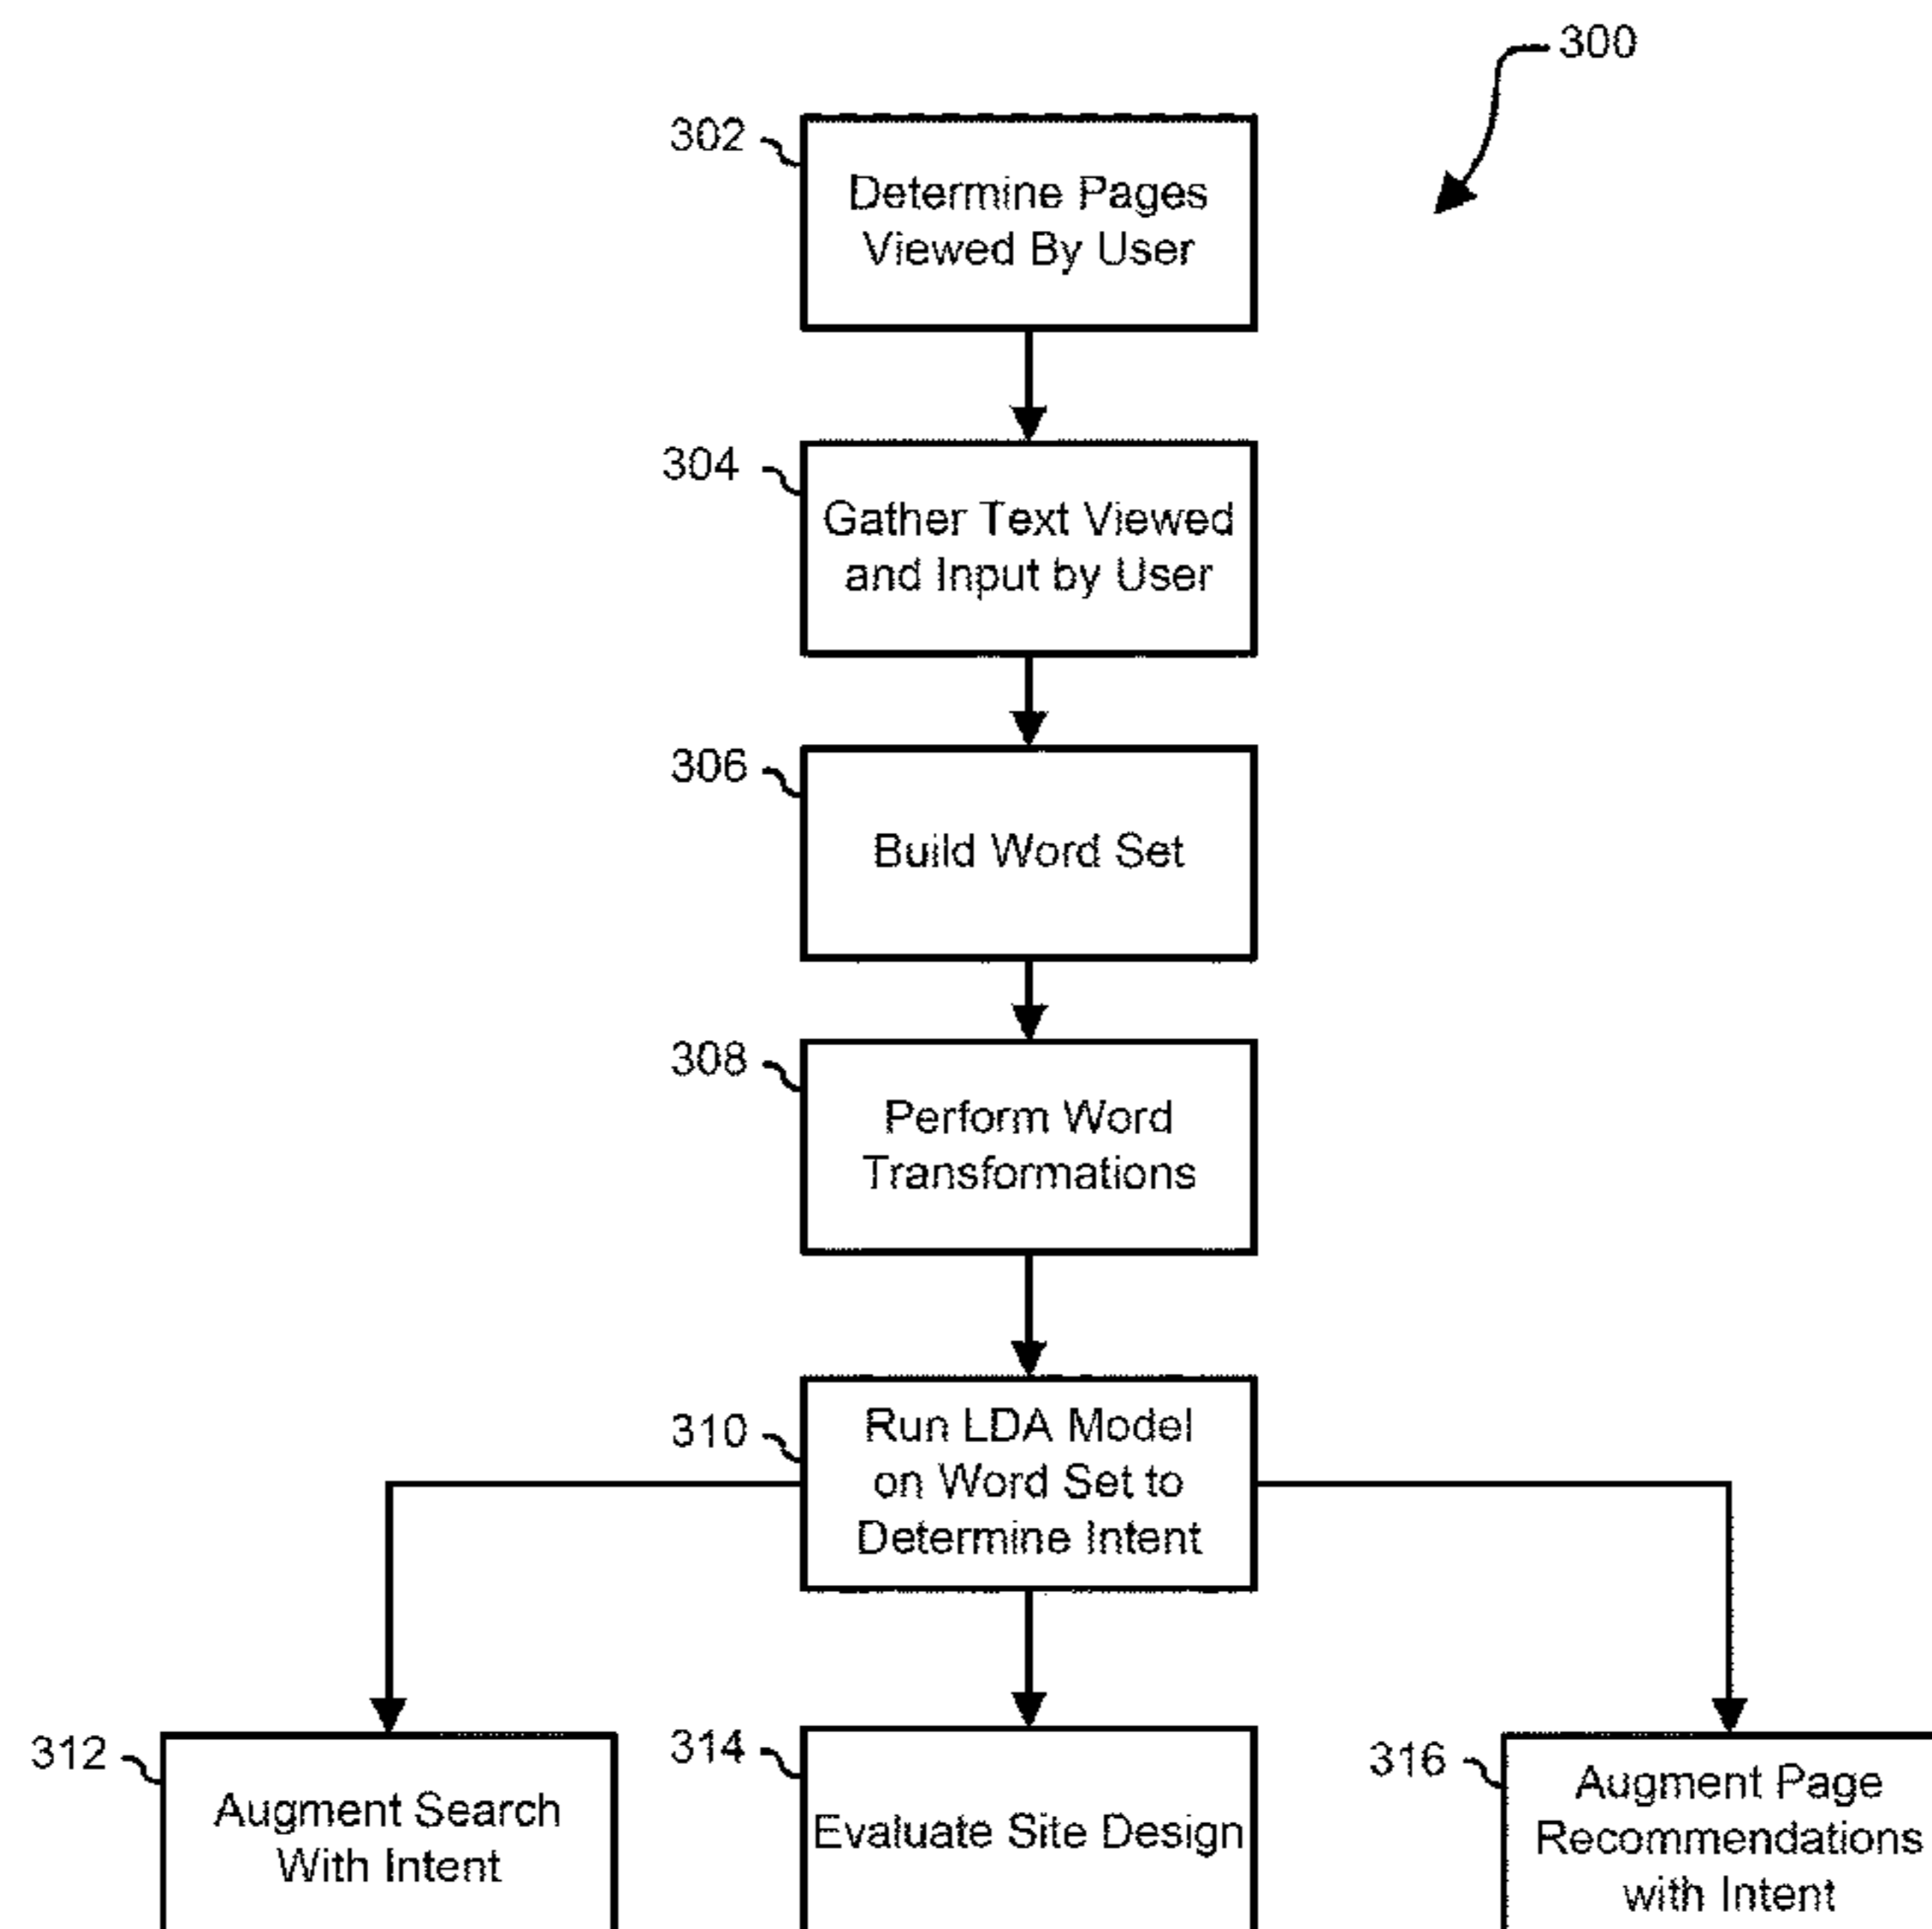 300
302
Determine Pages
Viewed By User
304
Gather Text Viewed
and Input by User
306
Build Word Set
308
Perform Word
Transformations
310
Run LDA Model
on Word Set to
Determine Intent
312
Augment Search
With Intent
314
Evaluate Site Design
316
Augment Page
Recommendations
with Intent